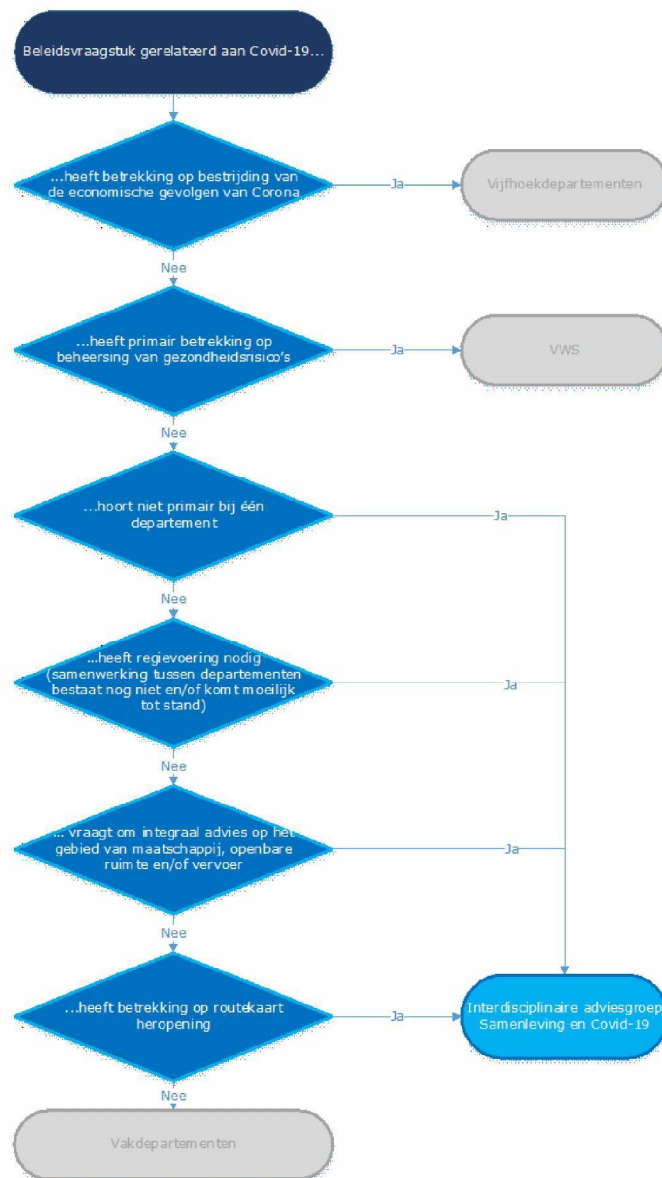 Beleidsvraagstuk gerelateerd aan Covid-19...
...heeft betrekking op bestrijding van
de economische gevolgen van Corona
Ja
Vijfhoekdepartementen
Nee
...heeft primair betrekking op
beheersing van gezondheidsrisico's
Ja
VWS
Nee
...hoort niet primair bij één
departement
Ja
Nee
...heeft regievoering nodig
(samenwerking tussen departementen
bestaat nog niet en/of komt moeilijk
tot stand)
Ja
Nee
... vraagt om integraal advies op het
gebied van maatschappij, openbare
ruimte en/of vervoer
Ja
Nee
...heeft betrekking op routekaart
heropening
Ja
Interdisciplinaire adviesgroep
Samenleving en Covid-19
Nee
Vakdepartementen